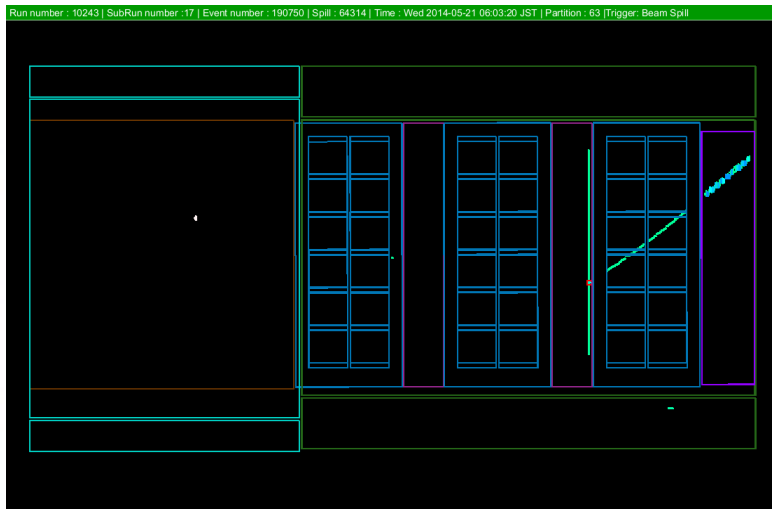 Run number : 10243 | SubRun number :17 | Event number : 190750 | Spill : 64314 | Time : Wed 2014-05-21 06:03:20 JST | Partition : 63 |Trigger: Beam Spill